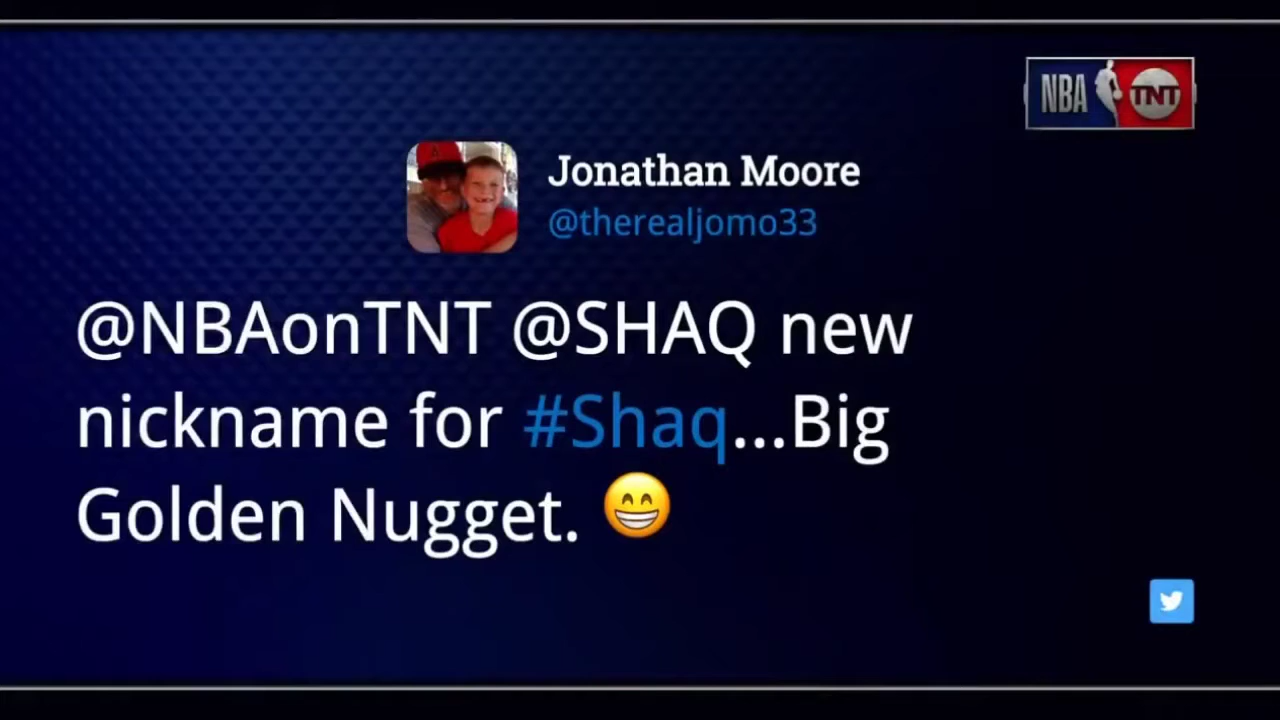 NBA TNT
Jonathan Moore
@therealjomo33
@NBAonTNT @SHAQ new
nickname for #Shaq...Big
Golden Nugget. 😁